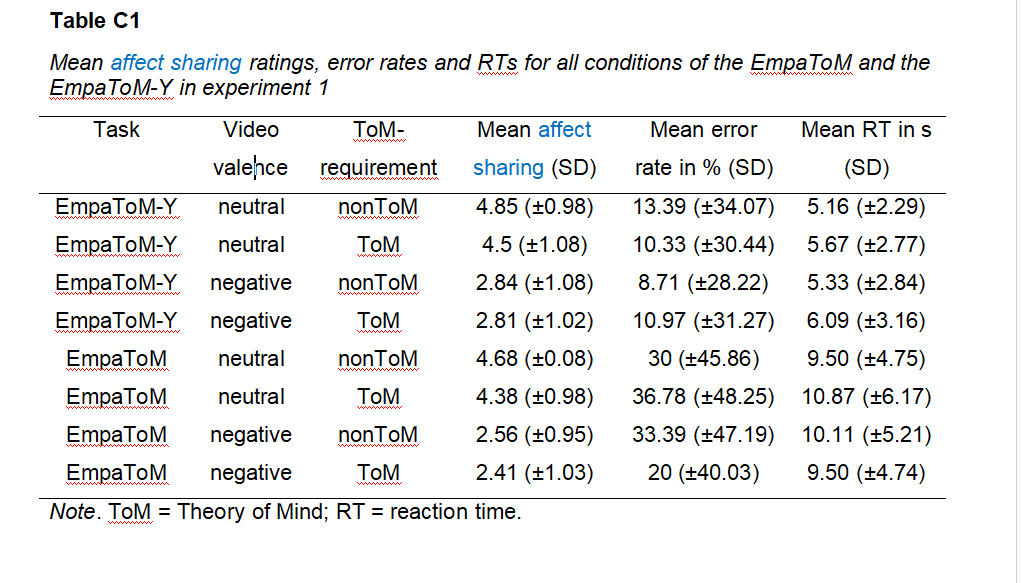 Table C1
Mean affect sharing ratings, error rates and RTs for all conditions of the EmpaToM and the
EmpaToM-Y in experiment 1
Task Video ToM- Mean affect Mean error Mean RT in s
valence requirement sharing (SD) rate in % (SD) (SD)
EmpaToM-Y neutral nonToM 4.85 (±0.98) 13.39 (±34.07) 5.16 (±2.29)
EmpaToM-Y neutral ToM 4.5 (±1.08) 10.33 (±30.44) 5.67 (±2.77)
EmpaToM-Y negative nonToM 2.84 (±1.08) 8.71 (±28.22) 5.33 (±2.84)
EmpaToM-Y negative ToM 2.81 (±1.02) 10.97 (±31.27) 6.09 (±3.16)
EmpaToM neutral nonToM 4.68 (±0.08) 30 (±45.86) 9.50 (±4.75)
EmpaToM neutral ToM 4.38 (±0.98) 36.78 (±48.25) 10.87 (±6.17)
EmpaToM negative nonToM 2.56 (±0.95) 33.39 (±47.19) 10.11 (±5.21)
EmpaToM negative ToM 2.41 (±1.03) 20 (±40.03) 9.50 (±4.74)
Note. ToM = Theory of Mind; RT = reaction time.